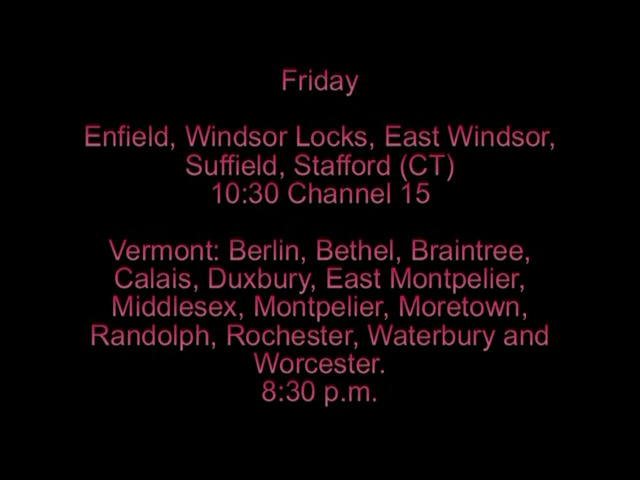 Friday
Enfield, Windsor Locks, East Windsor,
Suffield, Stafford (CT)
10:30 Channel 15
Vermont: Berlin, Bethel, Braintree,
Calais, Duxbury, East Montpelier,
Middlesex, Montpelier, Moretown,
Randolph, Rochester, Waterbury and
Worcester.
8:30 p.m.